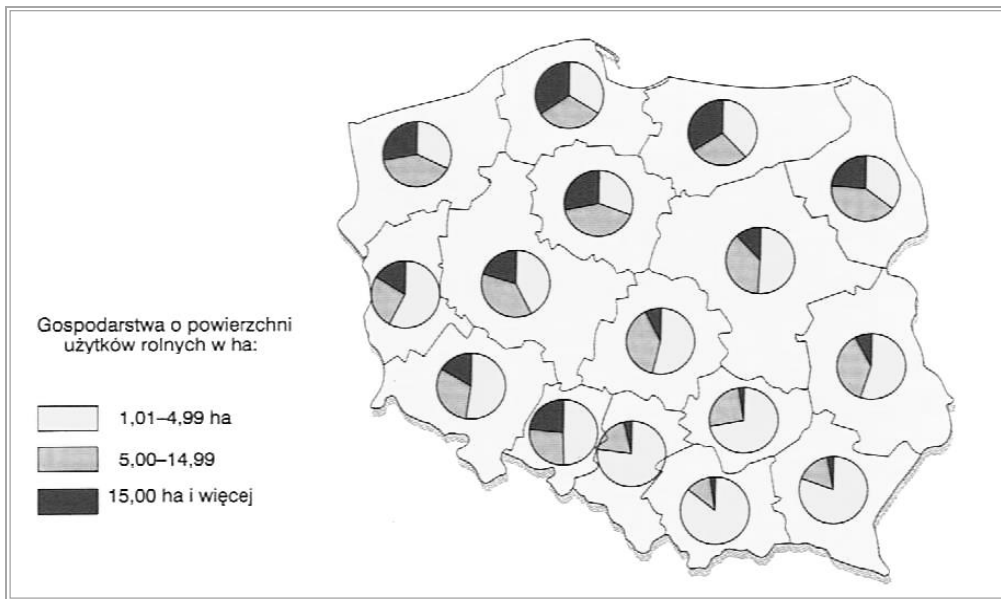 Gospodarstwa o powierzchni
użytków rolnych w ha:
1,01–4,99 ha
5,00–14,99
15,00 ha i więcej